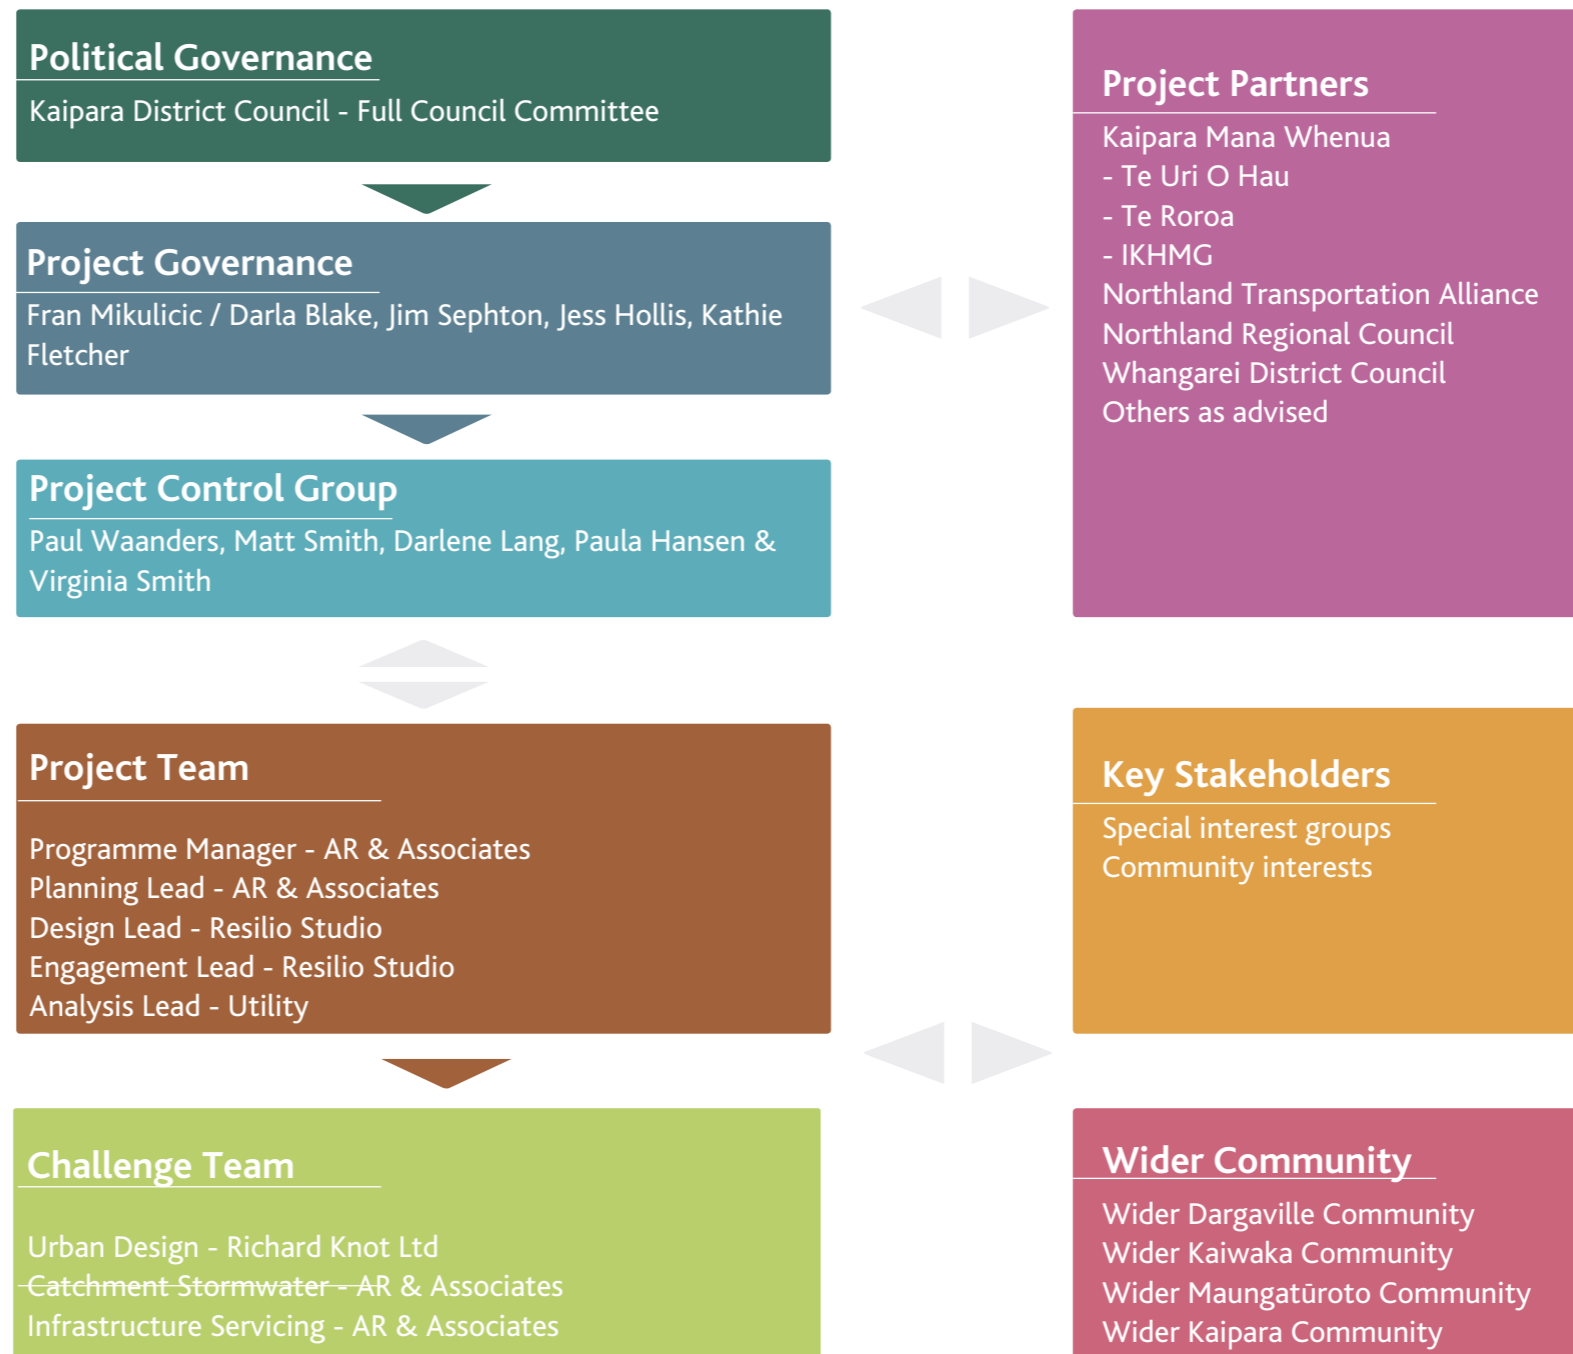 Political Governance
Kaipara District Council - Full Council Committee
Project Governance
Fran Mikulicic / Darla Blake, Jim Sephton, Jess Hollis, Kathie
Fletcher
Project Control Group
Paul Waanders, Matt Smith, Darlene Lang, Paula Hansen &
Virginia Smith
Project Team
Programme Manager - AR & Associates
Planning Lead - AR & Associates
Design Lead - Resilio Studio
Engagement Lead - Resilio Studio
Analysis Lead - Utility
Challenge Team
Urban Design - Richard Knot Ltd
Catchment Stormwater - AR & Associates
Infrastructure Servicing - AR & Associates
Project Partners
Kaipara Mana Whenua
- Te Uri O Hau
- Te Roroa
- IKHMG
Northland Transportation Alliance
Northland Regional Council
Whangarei District Council
Others as advised
Key Stakeholders
Special interest groups
Community interests
Wider Community
Wider Dargaville Community
Wider Kaiwaka Community
Wider Maungatūroto Community
Wider Kaipara Community